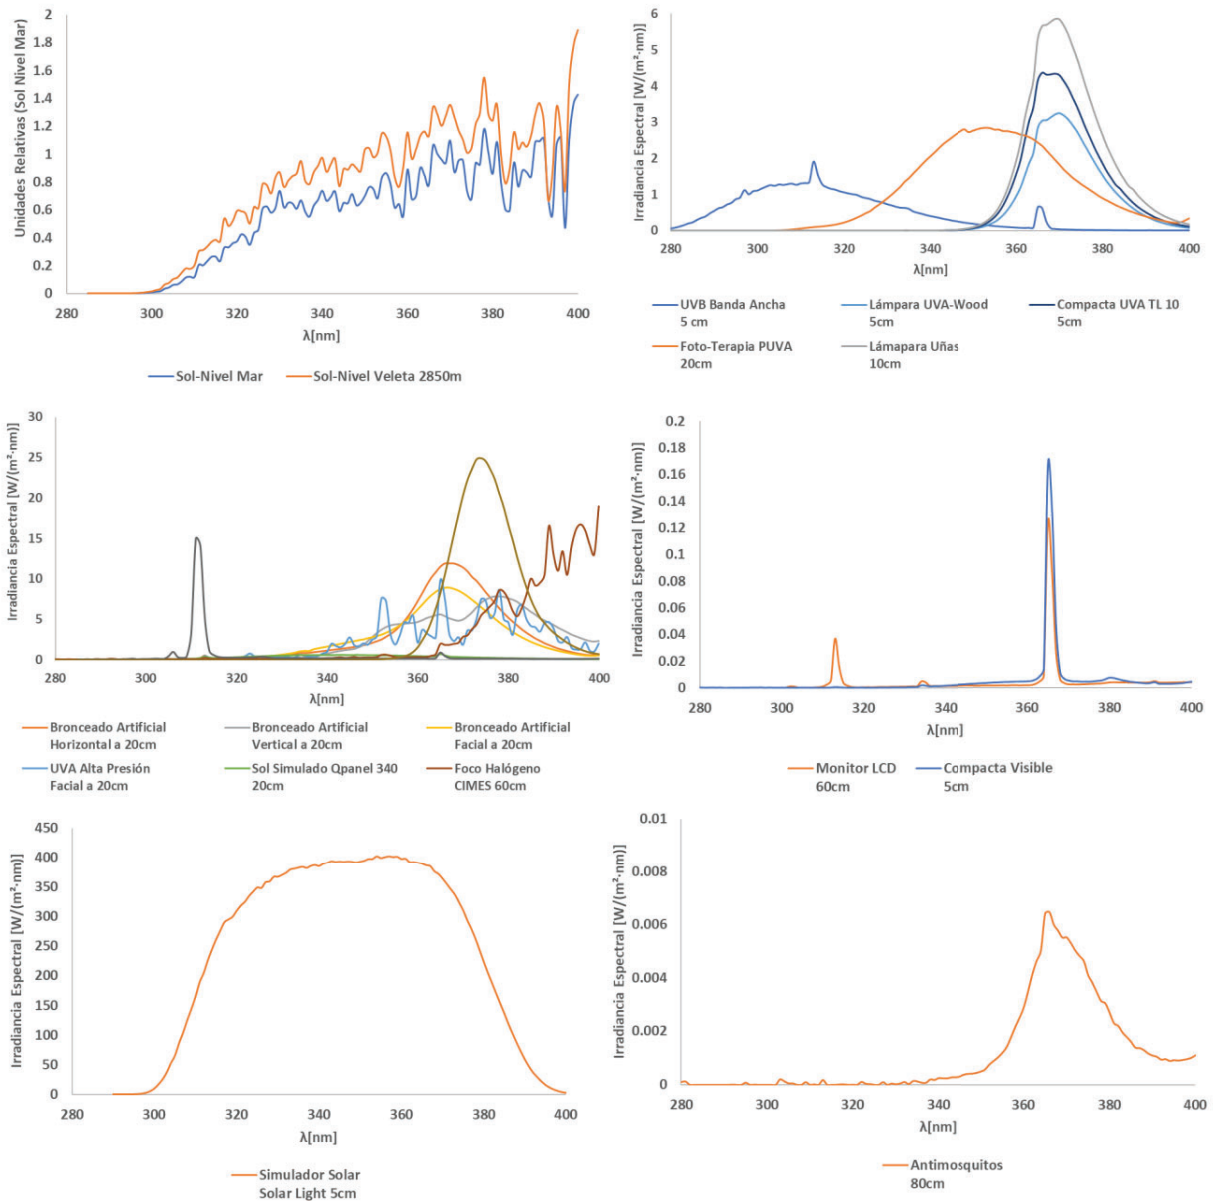 Unidades Relativas (Sol Nivel Mar)
2
1.8
1.6
1.4
1.2
1
0.8
0.6
0.4
0.2
0
280 300 320 340 360 380 400
λ[nm]
Sol-Nivel Mar Sol-Nivel Veleta 2850m
Irradiancia Espectral [W/(m²·nm)]
6
5
4
3
2
1
0
280 300 320 340 360 380 400
λ[nm]
UVB Banda Ancha Lámpara UVA-Wood Compacta UVA TL 10
5 cm 5cm 5cm
Foto-Terapia PUVA Lámapara Uñas
20cm 10cm
Irradiancia Espectral [W/(m²·nm)]
30
25
20
15
10
5
0
280 300 320 340 360 380 400
λ[nm]
Bronceado Artificial Bronceado Artificial Bronceado Artificial
Horizontal a 20cm Vertical a 20cm Facial a 20cm
UVA Alta Presión Sol Simulado Qpanel 340 Foco Halógeno
Facial a 20cm 20cm CIMES 60cm
Irradiancia Espectral [W/(m²·nm)]
0.2
0.18
0.16
0.14
0.12
0.1
0.08
0.06
0.04
0.02
0
280 300 320 340 360 380 400
λ[nm]
Monitor LCD Compacta Visible
60cm 5cm
Irradiancia Espectral [W/(m²·nm)]
450
400
350
300
250
200
150
100
50
0
280 300 320 340 360 380 400
λ[nm]
Simulador Solar
Solar Light 5cm
Irradiancia Espectral [W/(m²·nm)]
0.01
0.008
0.006
0.004
0.002
0
280 300 320 340 360 380 400
λ[nm]
Antimosquitos
80cm